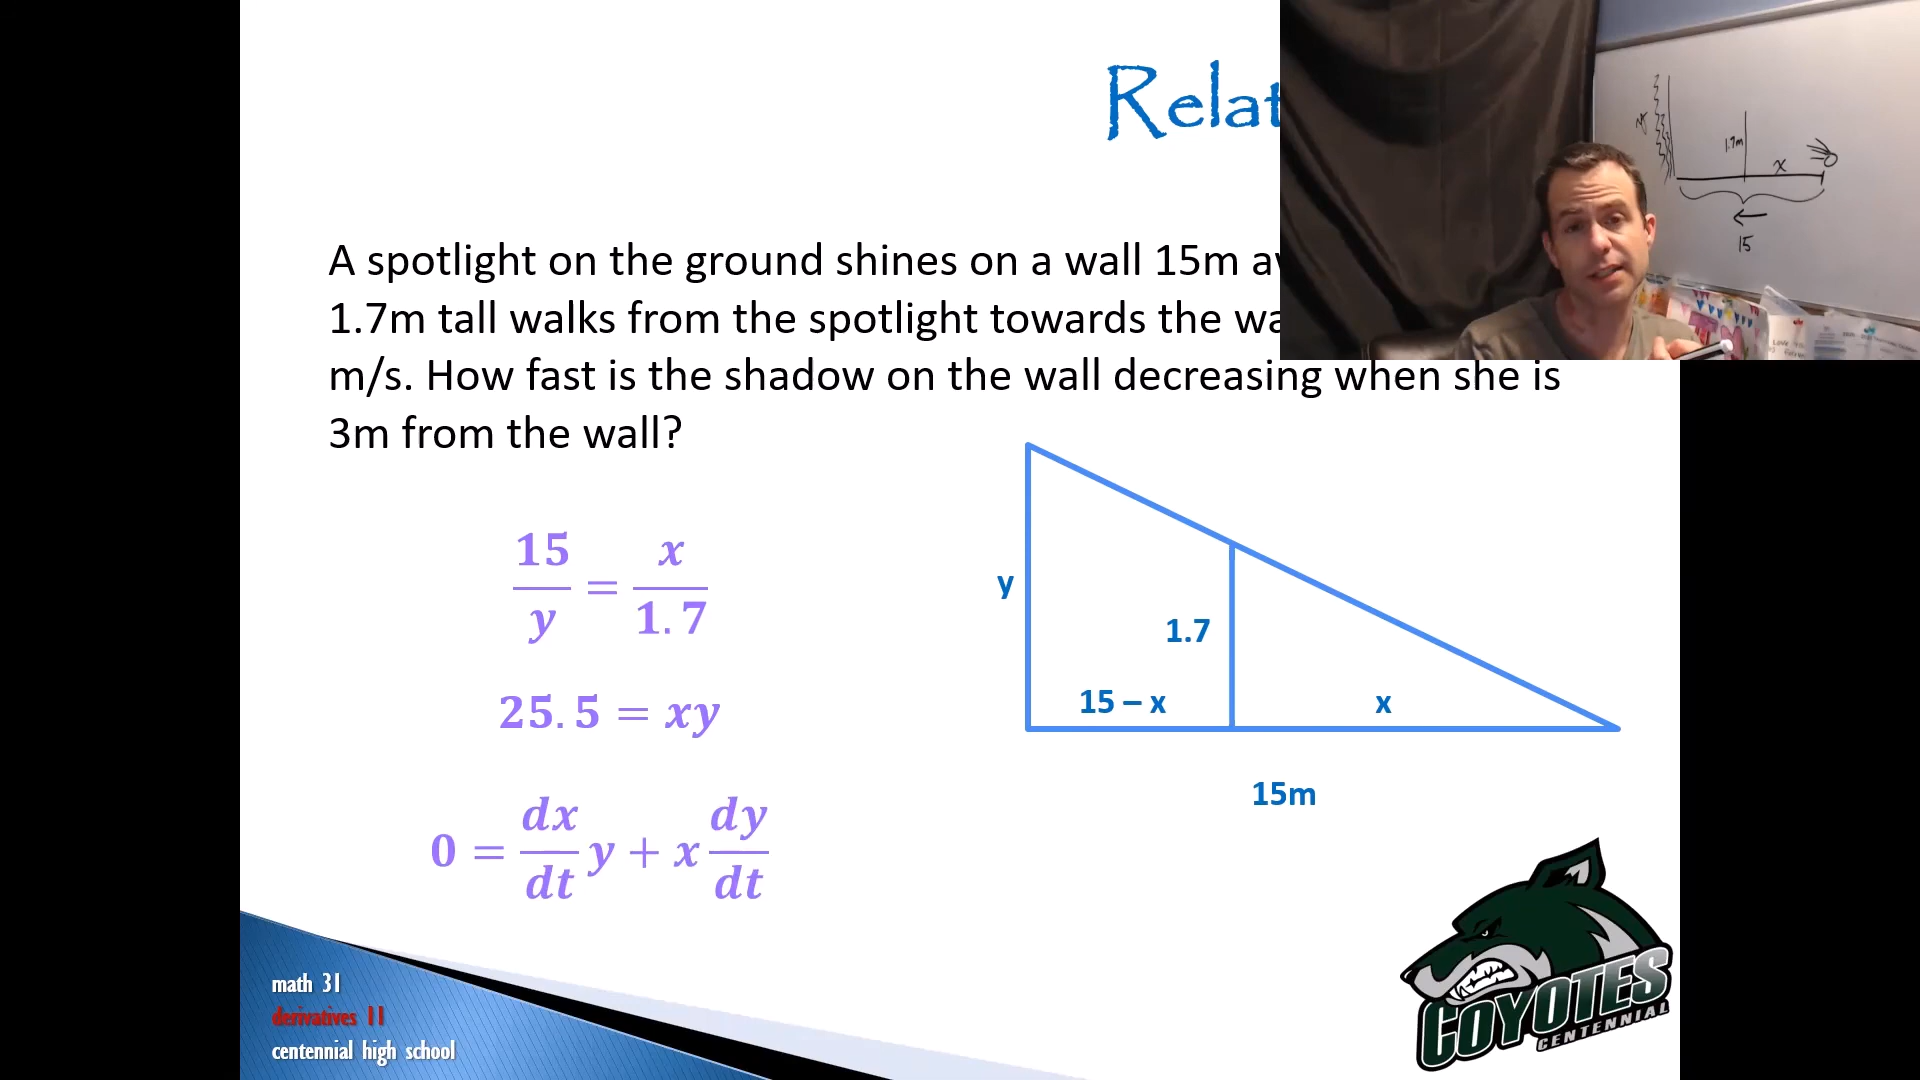 Relat
A spotlight on the ground shines on a wall 15m a
1.7m tall walks from the spotlight towards the wa
m/s. How fast is the shadow on the wall decreasing when she is
3m from the wall?
15/y = x/1.7
25.5 = xy
0 = dx/dt y + x dy/dt
y
1.7
15 – x
x
15m
1.7m
x
15
math 31
derivatives 11
centennial high school
COYOTES
CENTENNIAL